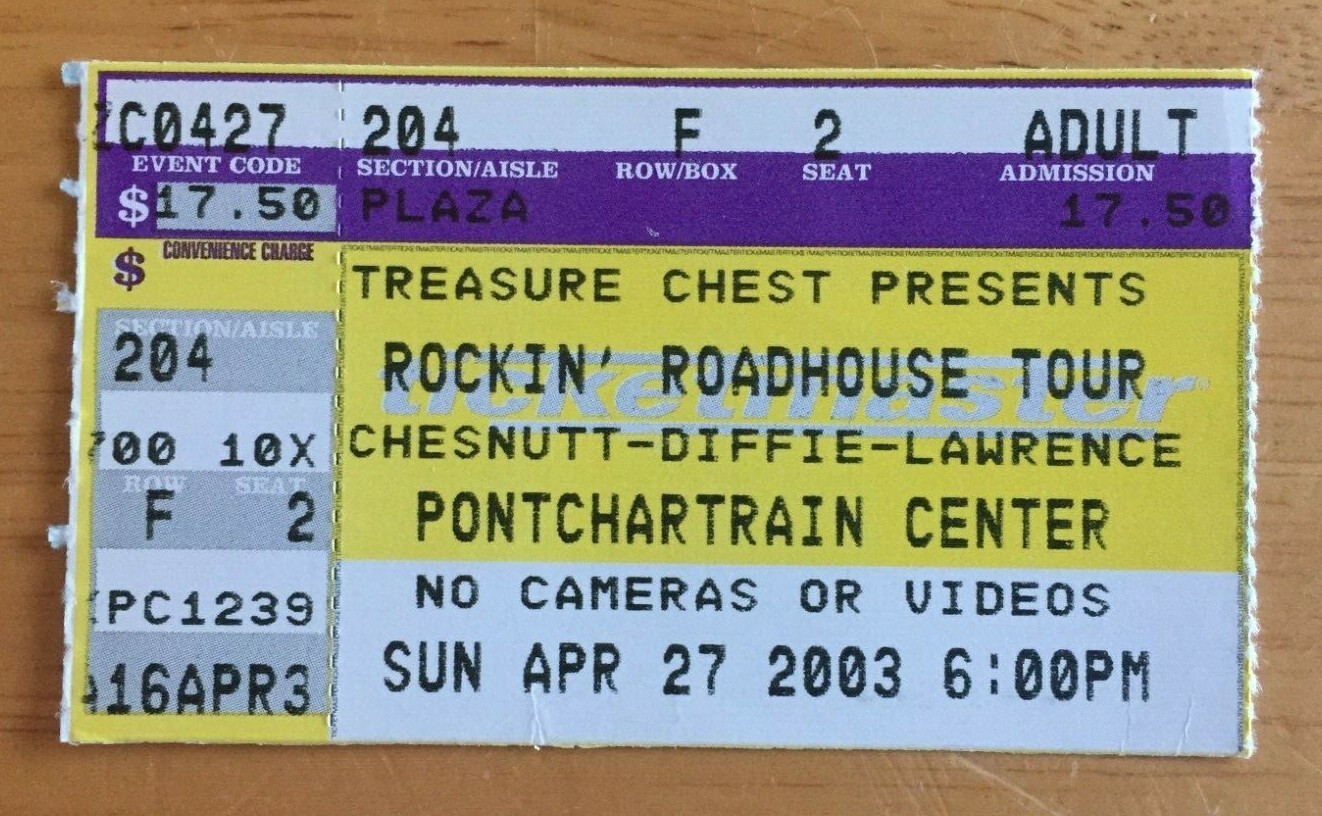 C0427 204 F 2 ADULT
EVENT CODE SECTION/AISLE ROW/BOX SEAT ADMISSION
$17.50 PLAZA 17.50
$ CONVENIENCE CHARGE
TREASURE CHEST PRESENTS
SECTION/AISLE
204
ROCKIN' ROADHOUSE TOUR
ticketmaster®
700 10X
CHESNUTT-DIFFIE-LAWRENCE
ROW SEAT
F 2
PONTCHARTRAIN CENTER
PC1239
NO CAMERAS OR VIDEOS
16APR3
SUN APR 27 2003 6:00PM